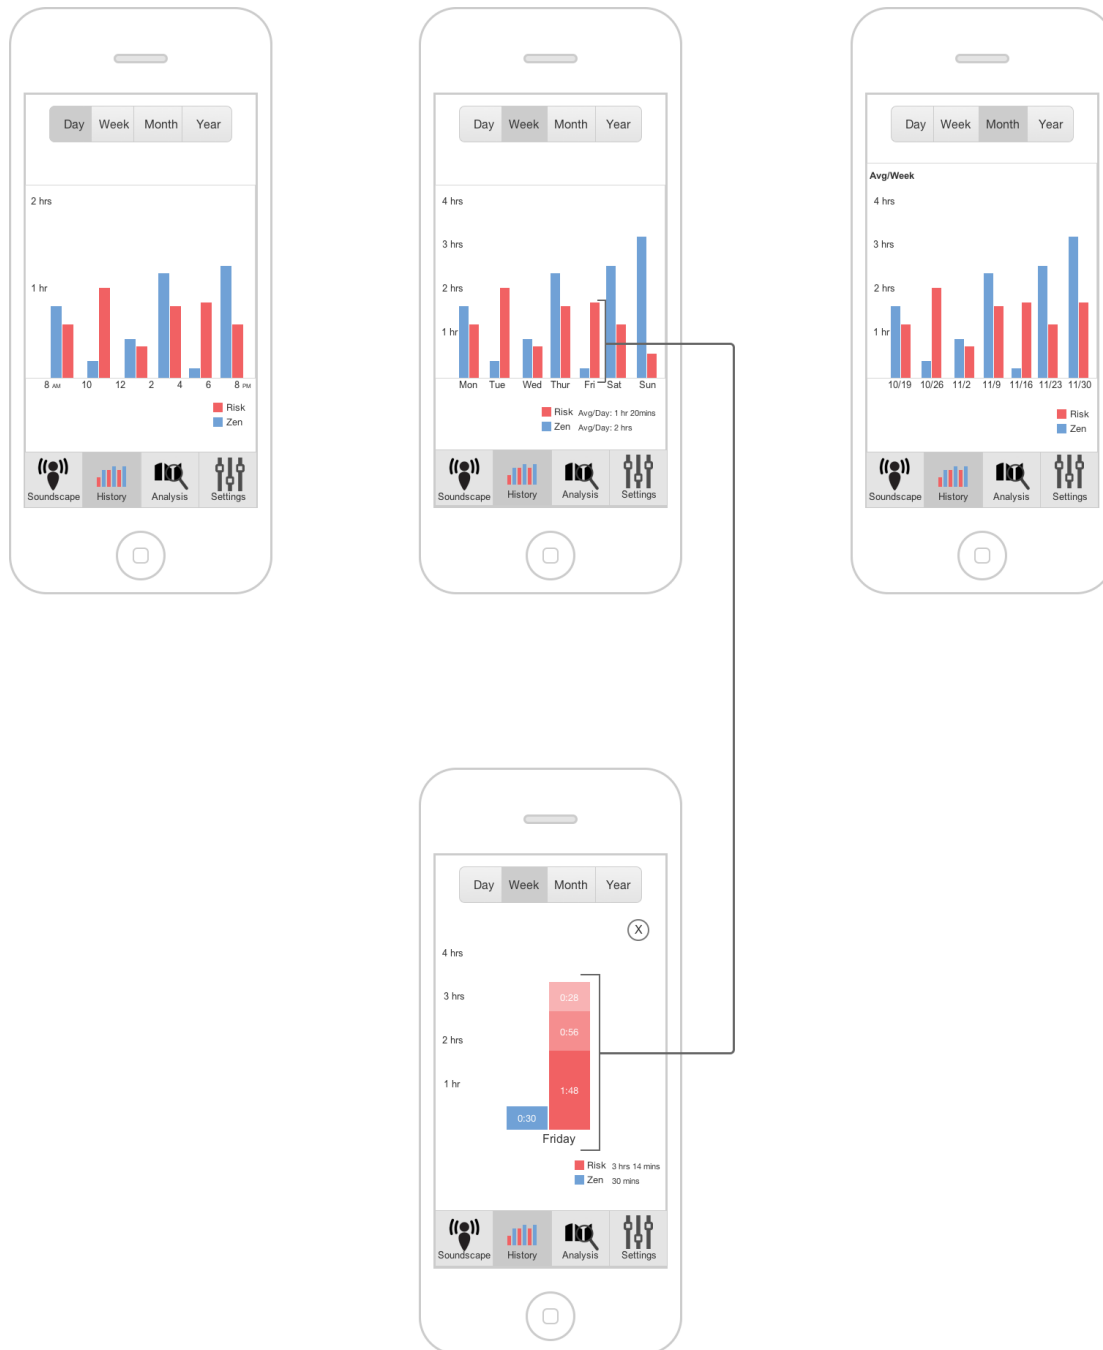 Day Week Month Year
2 hrs
1 hr
8 AM 10 12 2 4 6 8 PM
Risk
Zen
Soundscape History Analysis Settings
Day Week Month Year
4 hrs
3 hrs
2 hrs
1 hr
Mon Tue Wed Thur Fri Sat Sun
Risk Avg/Day: 1 hr 20mins
Zen Avg/Day: 2 hrs
Soundscape History Analysis Settings
Day Week Month Year
Avg/Week
4 hrs
3 hrs
2 hrs
1 hr
10/19 10/26 11/2 11/9 11/16 11/23 11/30
Risk
Zen
Soundscape History Analysis Settings
Day Week Month Year
X
4 hrs
3 hrs
2 hrs
1 hr
0:28
0:56
1:48
0:30
Friday
Risk 3 hrs 14 mins
Zen 30 mins
Soundscape History Analysis Settings